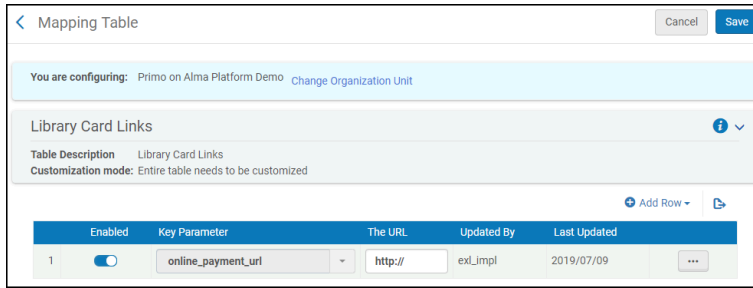 Mapping Table
Cancel
Save
You are configuring: Primo on Alma Platform Demo Change Organization Unit
Library Card Links
Table Description Library Card Links
Customization mode: Entire table needs to be customized
Add Row
Enabled Key Parameter The URL Updated By Last Updated
1 online_payment_url http:// exl_impl 2019/07/09